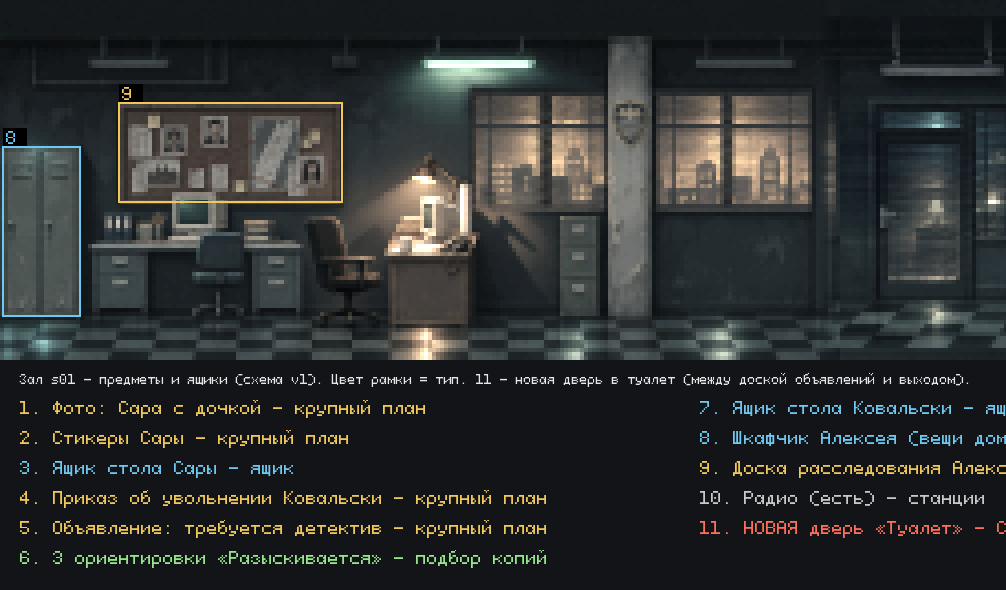 9
8
Зал s01 – предметы и ящики (схема v1). Цвет рамки = тип. 11 – новая дверь в туалет (между доской объявлений и выходом).
1. Фото: Сара с дочкой – крупный план
2. Стикеры Сары – крупный план
3. Ящик стола Сары – ящик
4. Приказ об увольнении Ковальски – крупный план
5. Объявление: требуется детектив – крупный план
6. 3 ориентировки «Разыскивается» – подбор копий
7. Ящик стола Ковальски –
8. Шкафчик Алексея (вещи
9. Доска расследования
10. Радио (есть) – станции
11. НОВАЯ дверь «Туалет» –